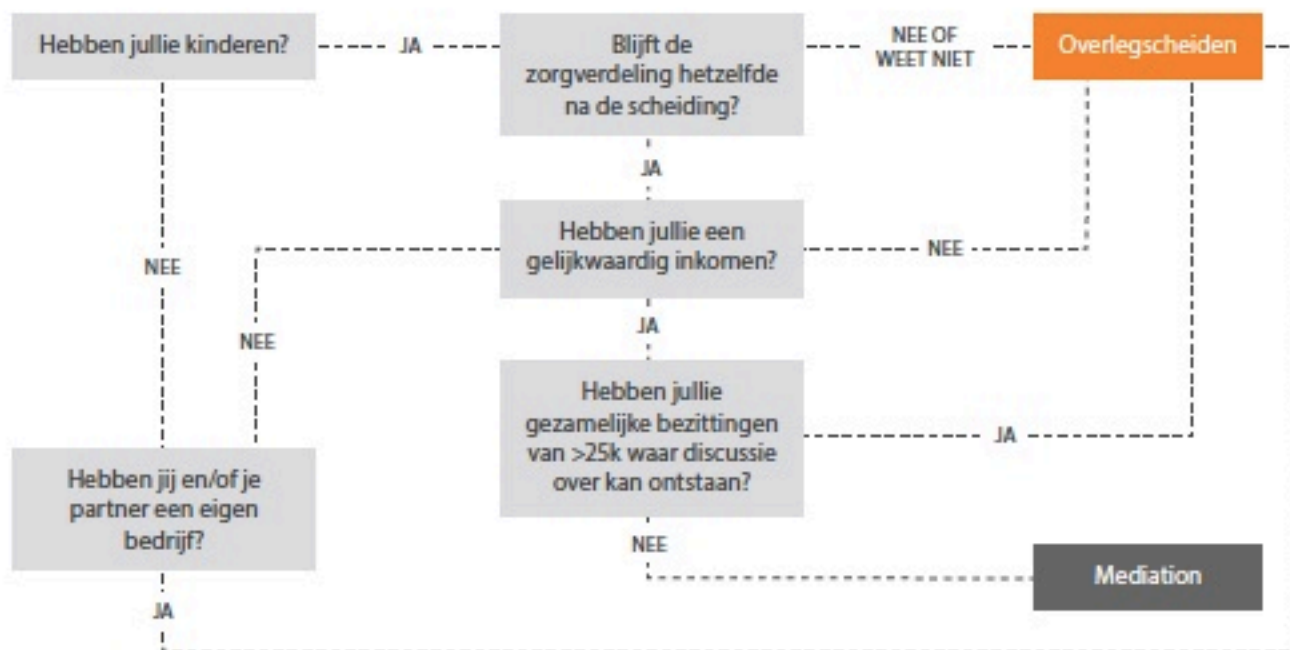 Hebben jullie kinderen?
JA
Blijft de
zorgverdeling hetzelfde
na de scheiding?
NEE OF
WEET NIET
Overlegscheiden
JA
Hebben jullie een
gelijkwaardig inkomen?
NEE
NEE
NEE
JA
Hebben jullie
gezamelijke bezittingen
van >25k waar discussie
over kan ontstaan?
JA
Hebben jij en/of je
partner een eigen
bedrijf?
NEE
Mediation
JA